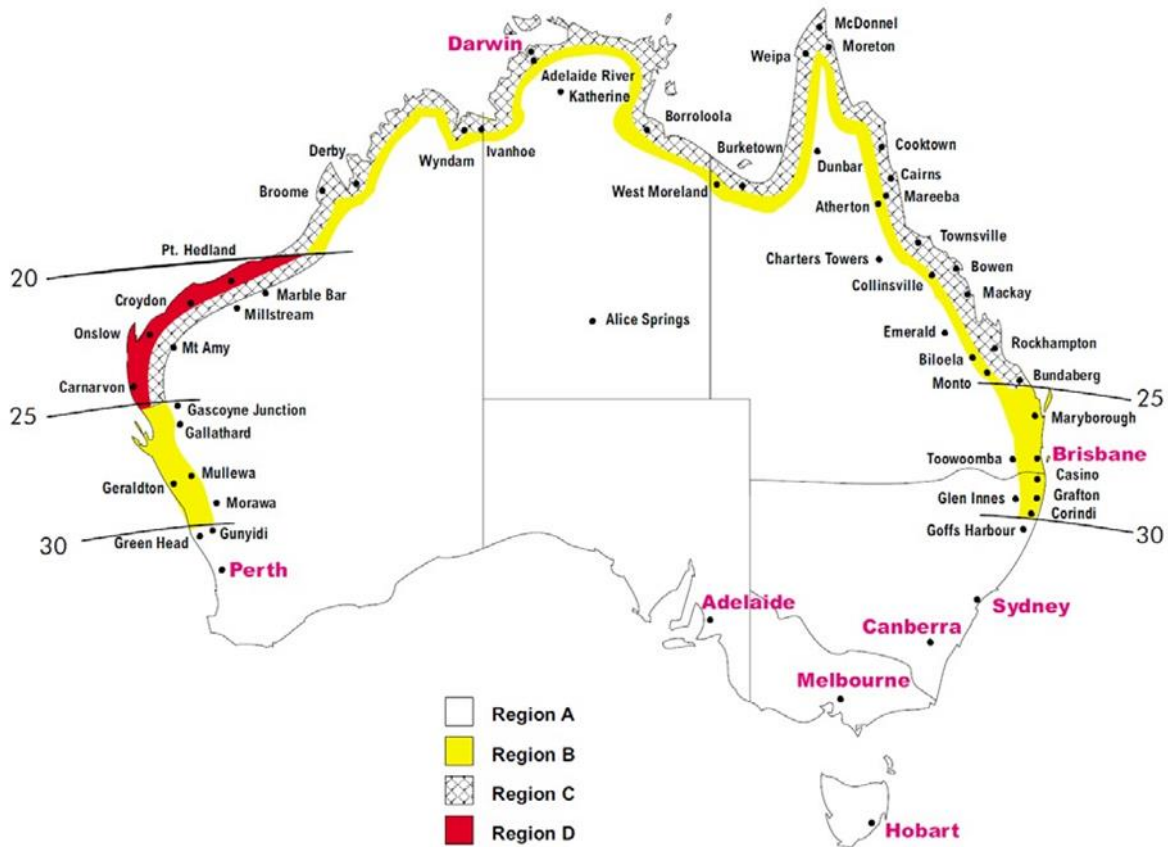 McDonnel
Darwin
Moreton
Weipa
Adelaide River
Katherine
Borroloola
Derby
Burketown
Cooktown
Wyndam
Ivanhoe
Dunbar
Cairns
Broome
West Moreland
Mareeba
Atherton
Townsville
Pt. Hedland
Charters Towers
Bowen
20
Collinsville
Croydon
Marble Bar
Mackay
Millstream
Alice Springs
Onslow
Emerald
Mt Amy
Rockhampton
Biloela
Carnarvon
Monto
Bundaberg
25
25
Gascoyne Junction
Maryborough
Gallathard
Toowoomba
Brisbane
Mullewa
Casino
Geraldton
Glen Innes
Grafton
Morawa
Corindi
30
Gunyidi
Goffs Harbour
30
Green Head
Perth
Adelaide
Sydney
Canberra
Melbourne
Region A
Region B
Region C
Region D
Hobart